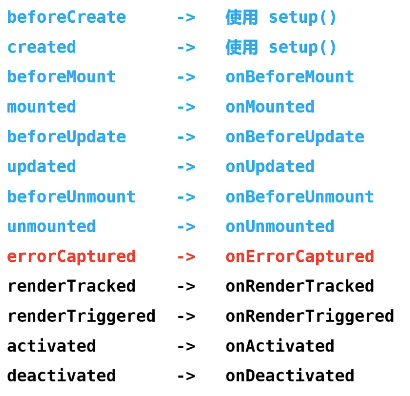 beforeCreate -> 使用 setup()
created -> 使用 setup()
beforeMount -> onBeforeMount
mounted -> onMounted
beforeUpdate -> onBeforeUpdate
updated -> onUpdated
beforeUnmount -> onBeforeUnmount
unmounted -> onUnmounted
errorCaptured -> onErrorCaptured
renderTracked -> onRenderTracked
renderTriggered -> onRenderTriggered
activated -> onActivated
deactivated -> onDeactivated